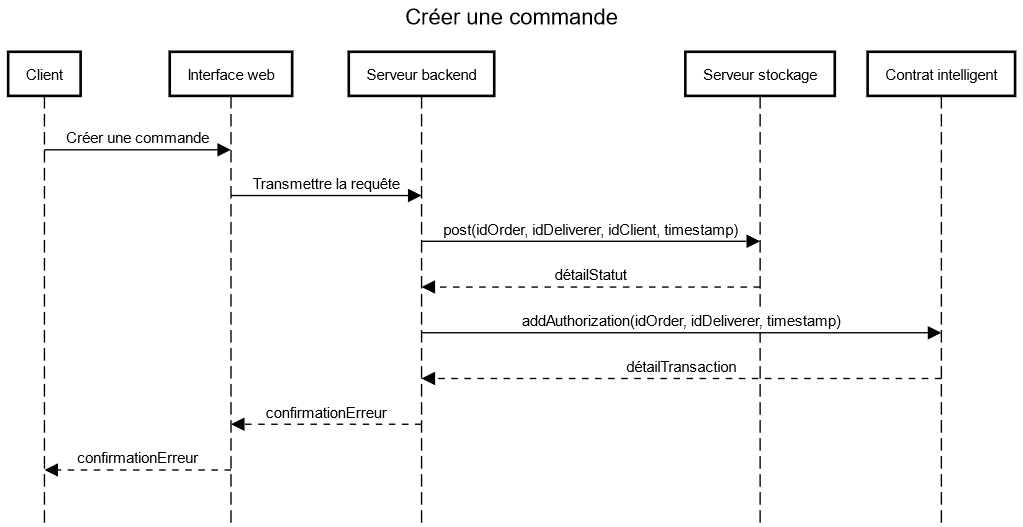 Créer une commande
Client
Interface web
Serveur backend
Serveur stockage
Contrat intelligent
Créer une commande
Transmettre la requête
post(idOrder, idDeliverer, idClient, timestamp)
détailStatut
addAuthorization(idOrder, idDeliverer, timestamp)
détailTransaction
confirmationErreur
confirmationErreur